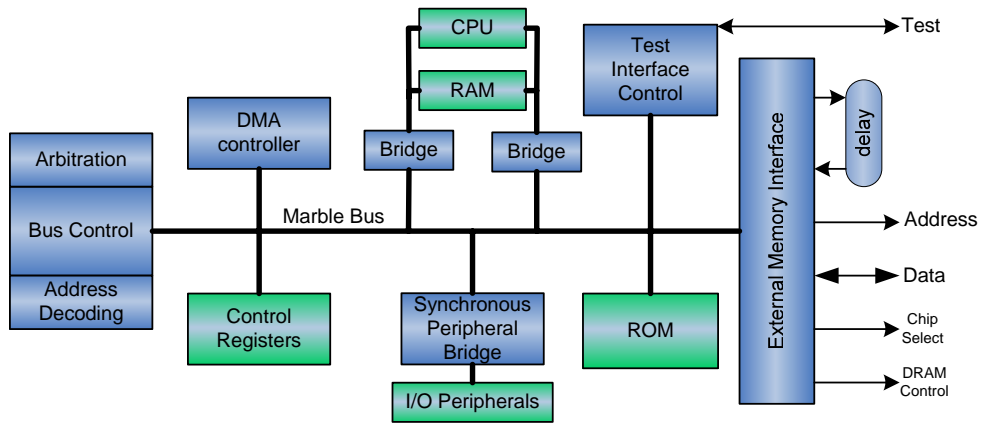 CPU
Test
Test
Interface
Control
RAM
DMA
controller
delay
Arbitration
Bridge
Bridge
External Memory Interface
Marble Bus
Address
Bus Control
Data
Address
Decoding
Control
Registers
Synchronous
Peripheral
Bridge
ROM
Chip
Select
DRAM
Control
I/O Peripherals